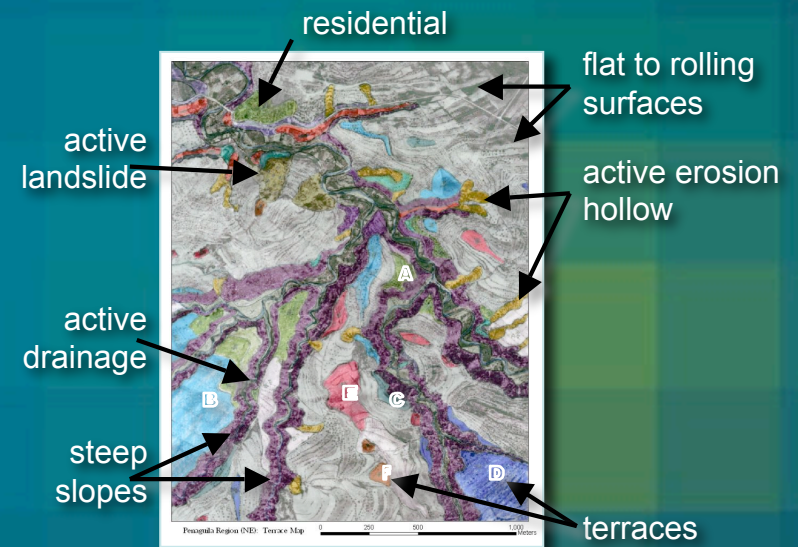 residential
flat to rolling
surfaces
active
landslide
active erosion
hollow
A
active
drainage
B
E
C
steep
slopes
F
D
terraces
Penaguila Region (NE): Terrace Map
0 250 500 1,000
Meters